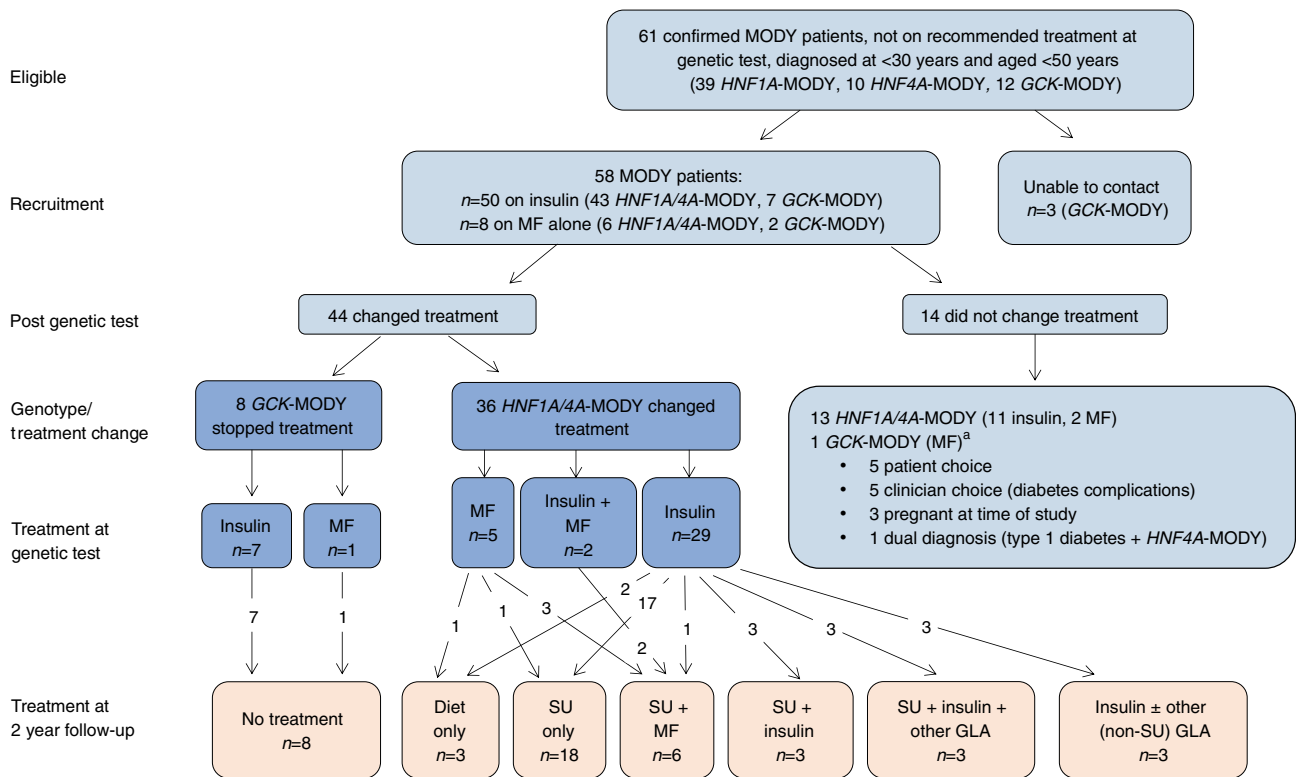 Eligible
61 confirmed MODY patients, not on recommended treatment at
genetic test, diagnosed at <30 years and aged <50 years
(39 HNF1A-MODY, 10 HNF4A-MODY, 12 GCK-MODY)
Recruitment
58 MODY patients:
n=50 on insulin (43 HNF1A/4A-MODY, 7 GCK-MODY)
n=8 on MF alone (6 HNF1A/4A-MODY, 2 GCK-MODY)
Unable to contact
n=3 (GCK-MODY)
Post genetic test
44 changed treatment
14 did not change treatment
Genotype/
treatment change
8 GCK-MODY
stopped treatment
36 HNF1A/4A-MODY changed
treatment
13 HNF1A/4A-MODY (11 insulin, 2 MF)
1 GCK-MODY (MF)a
• 5 patient choice
• 5 clinician choice (diabetes complications)
• 3 pregnant at time of study
• 1 dual diagnosis (type 1 diabetes + HNF4A-MODY)
Treatment at
genetic test
Insulin
n=7
MF
n=1
MF
n=5
Insulin +
MF
n=2
Insulin
n=29
7
1
1
1
3
2
2
17
1
3
3
3
Treatment at
2 year follow-up
No treatment
n=8
Diet
only
n=3
SU
only
n=18
SU +
MF
n=6
SU +
insulin
n=3
SU + insulin +
other GLA
n=3
Insulin ± other
(non-SU) GLA
n=3